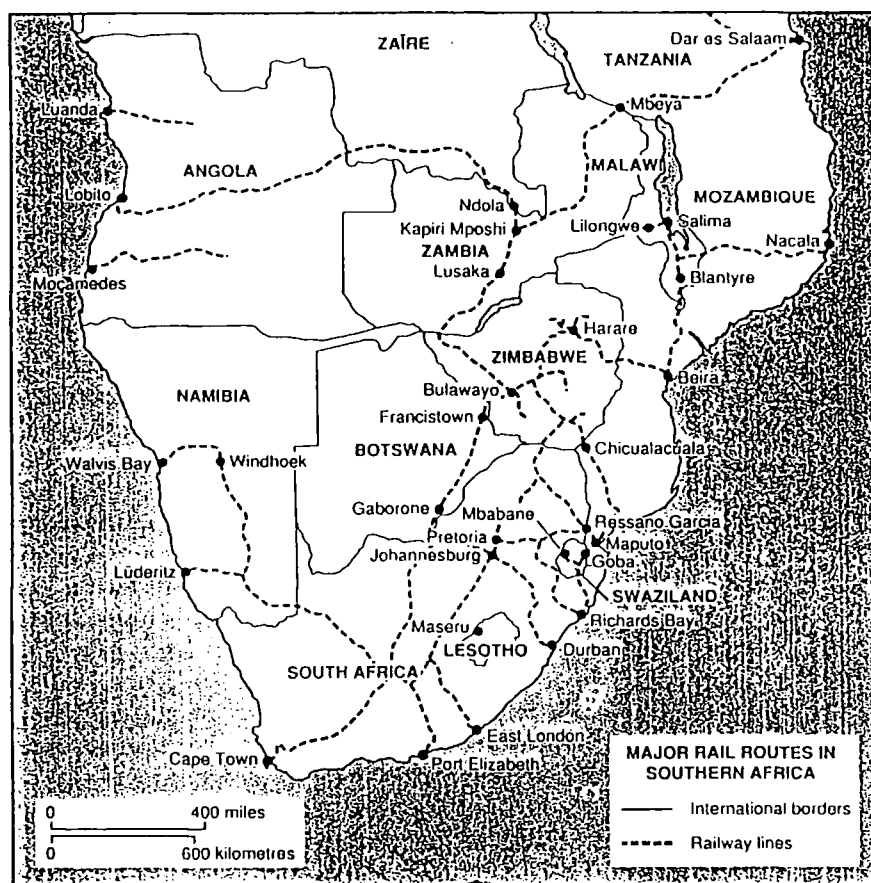 ZAÏRE
Dar es Salaam
TANZANIA
Luanda
Mbeya
ANGOLA
MALAWI
MOZAMBIQUE
Lobilo
Ndola
Kapiri Mposhi
Lilongwe
Salima
Nacala
ZAMBIA
Lusaka
Moçamedes
Blantyre
Harare
ZIMBABWE
Beira
NAMIBIA
Bulawayo
Francistown
BOTSWANA
Chicualacuala
Walvis Bay
Windhoek
Gaborone
Mbabane
Ressano Garcia
Pretoria
Maputo
Johannesburg
Goba
Lüderitz
SWAZILAND
Richards Bay
Maseru
LESOTHO
Durban
SOUTH AFRICA
East London
Cape Town
Port Elizabeth
MAJOR RAIL ROUTES IN
SOUTHERN AFRICA
International borders
Railway lines
0 400 miles
0 600 kilometres